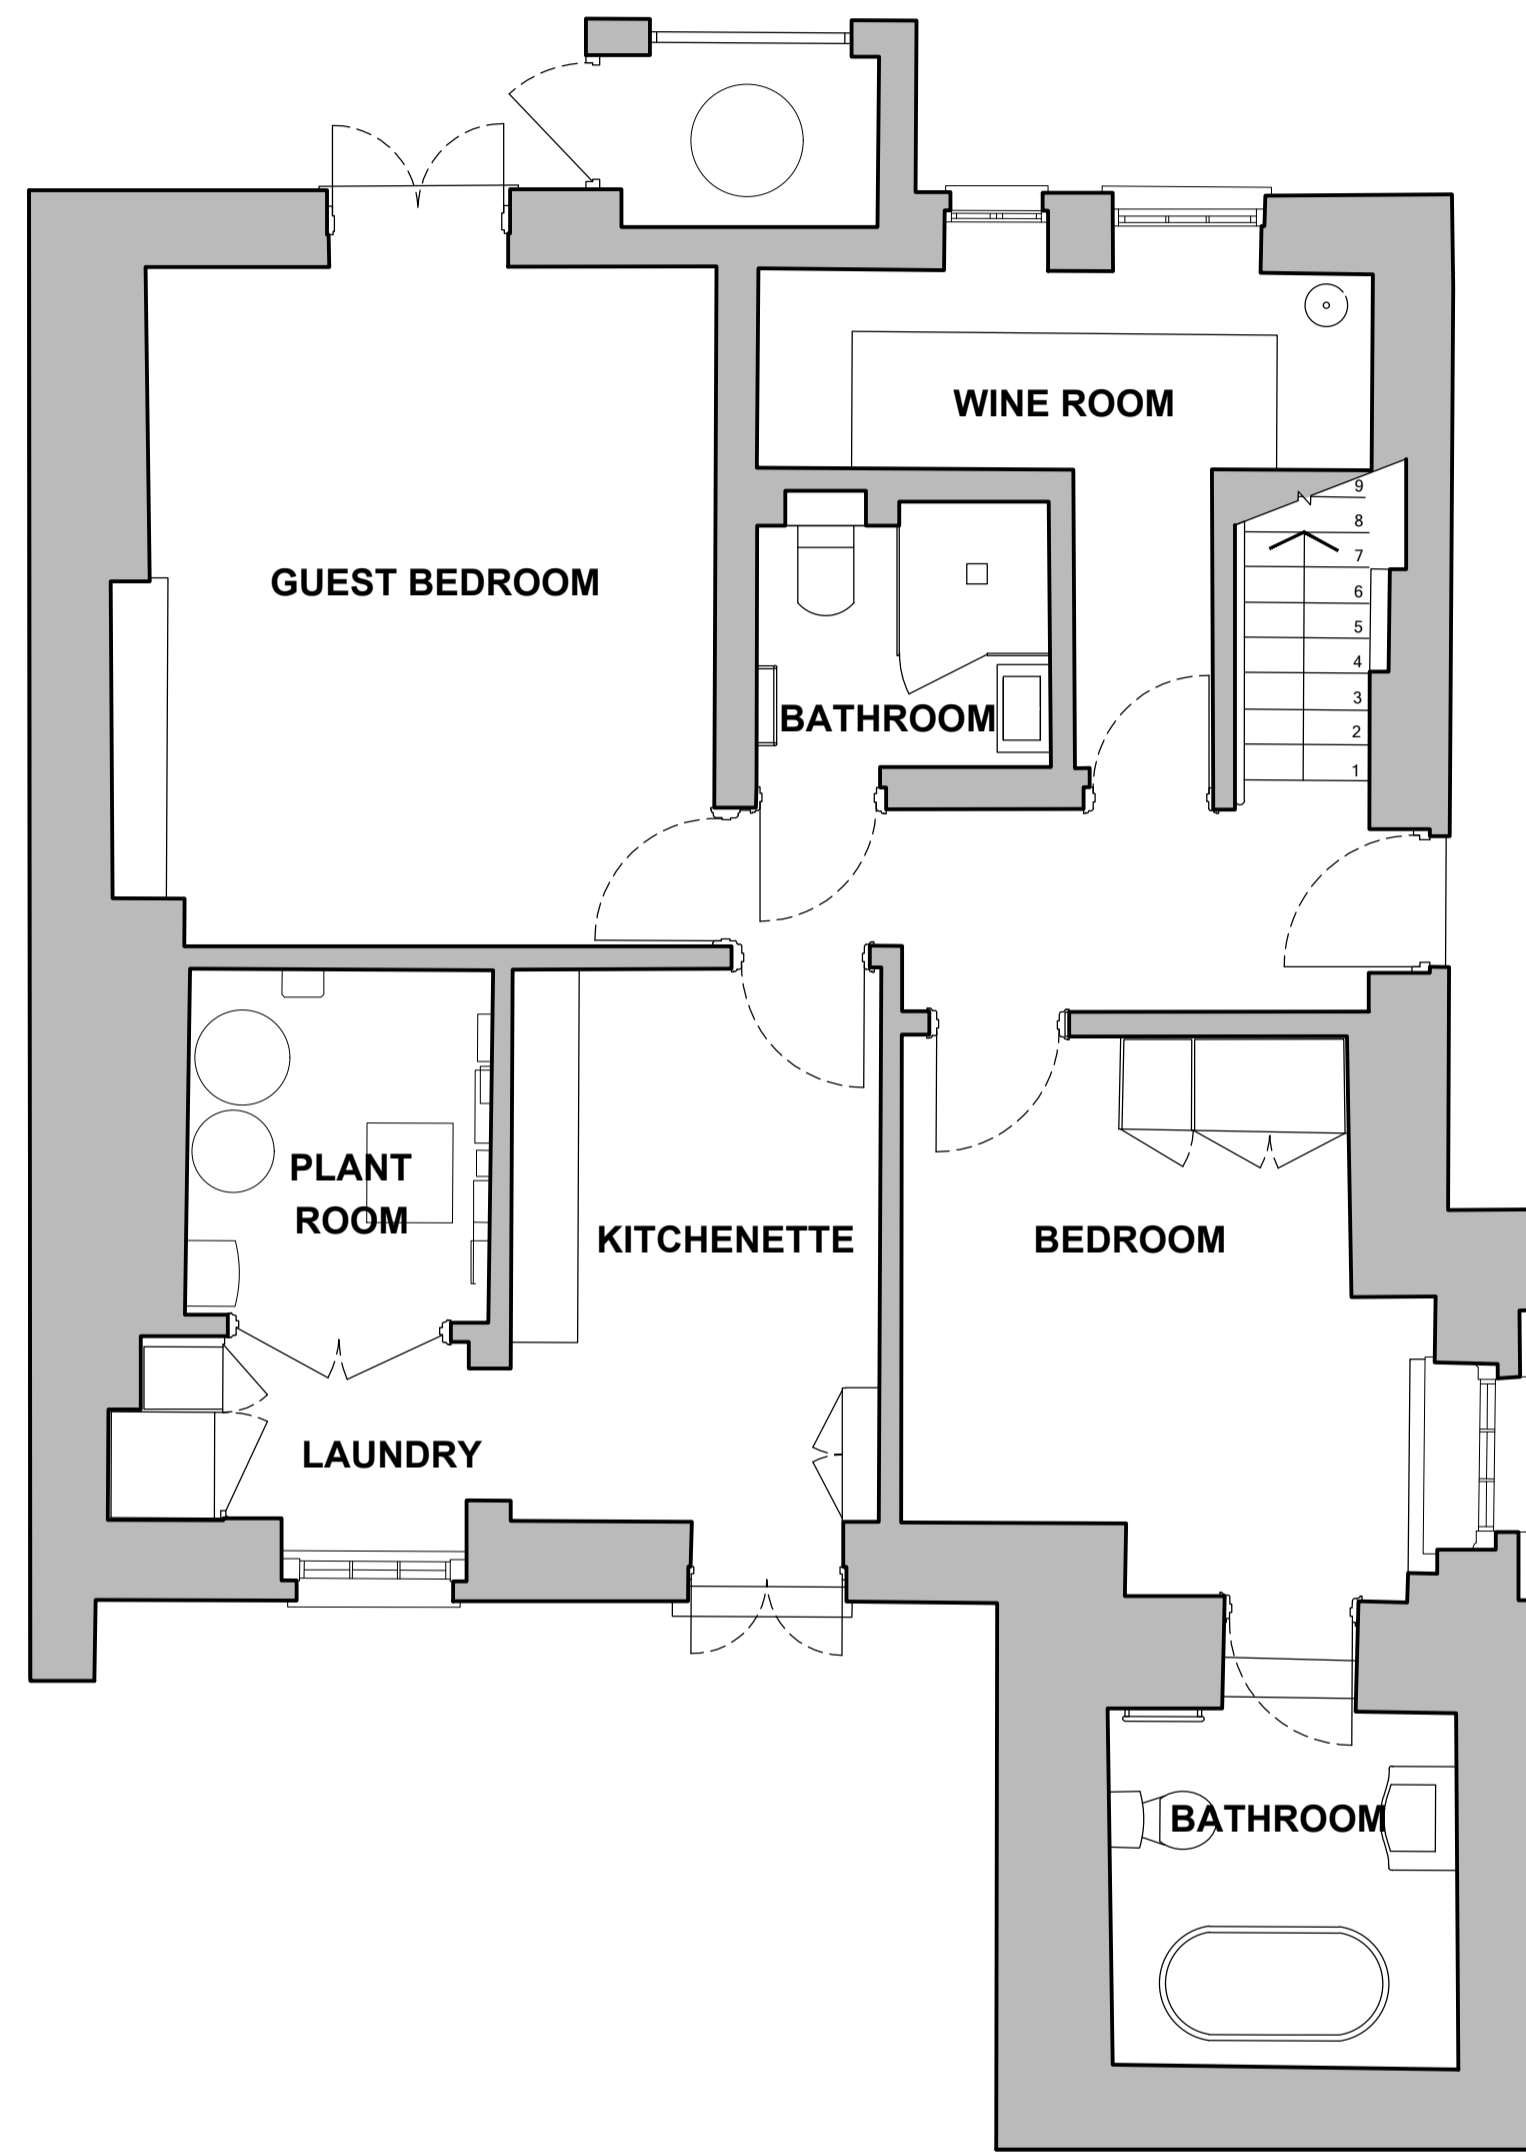 WINE ROOM
9
8
7
6
5
4
3
2
1
GUEST BEDROOM
BATHROOM
PLANT
ROOM
KITCHENETTE
BEDROOM
LAUNDRY
BATHROOM